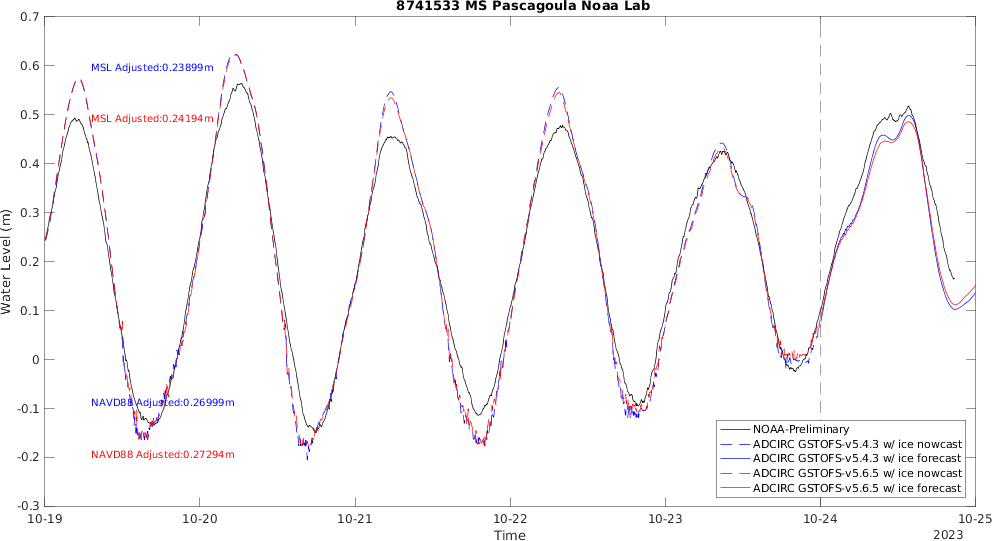 8741533 MS Pascagoula Noaa Lab
0.7
0.6
0.5
0.4
0.3
0.2
0.1
0
-0.1
-0.2
-0.3
Water Level (m)
MSL Adjusted:0.23899m
MSL Adjusted:0.24194m
NAVD88 Adjusted:0.26999m
NAVD88 Adjusted:0.27294m
NOAA-Preliminary
ADCIRC GSTOFS-v5.4.3 w/ ice nowcast
ADCIRC GSTOFS-v5.4.3 w/ ice forecast
ADCIRC GSTOFS-v5.6.5 w/ ice nowcast
ADCIRC GSTOFS-v5.6.5 w/ ice forecast
10-19 10-20 10-21 10-22 10-23 10-24 10-25
Time
2023